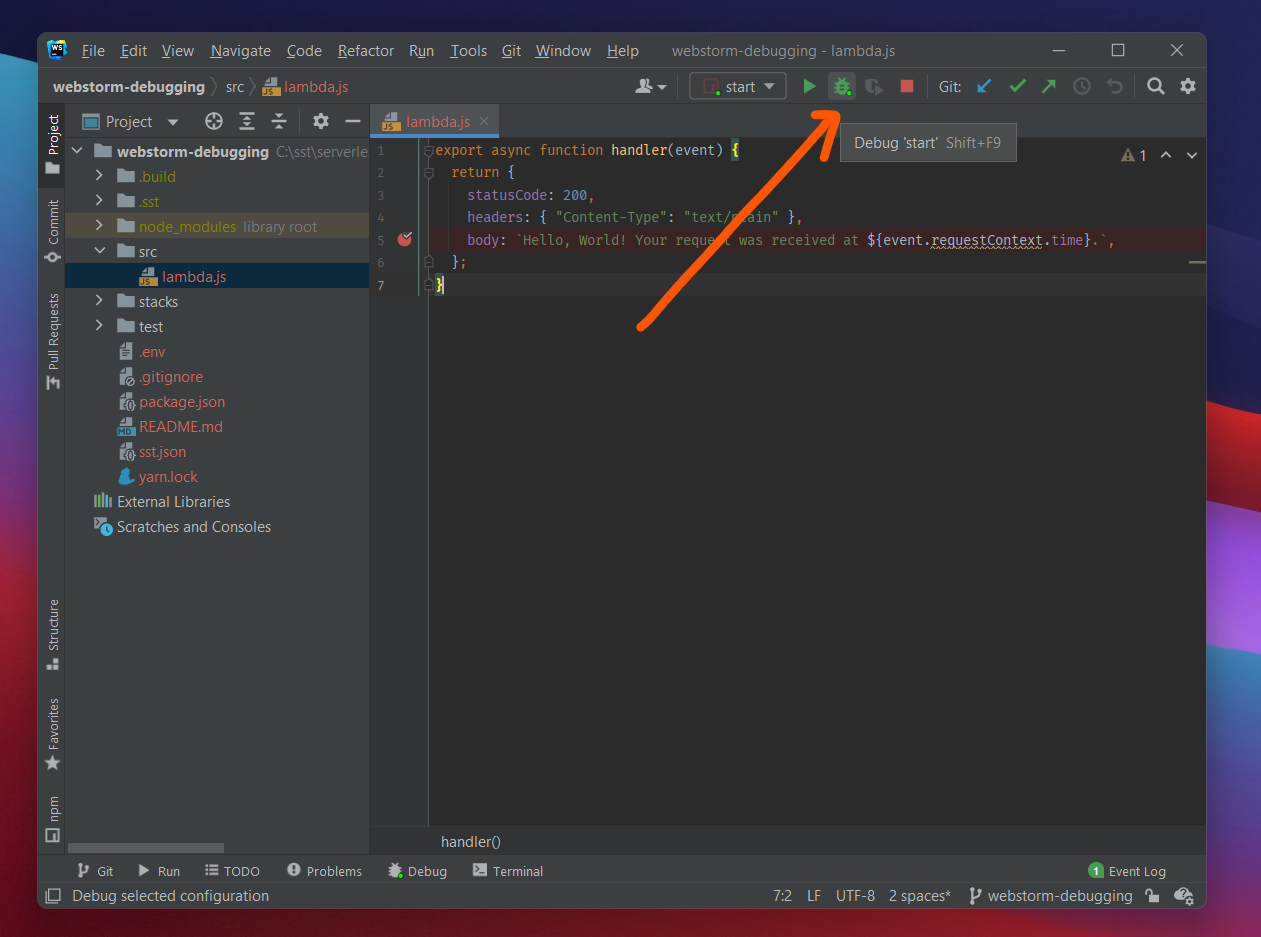 WS
File Edit View Navigate Code Refactor Run Tools Git Window Help webstorm-debugging - lambda.js
webstorm-debugging src JS lambda.js start Git:
Project
Project
JS lambda.js
Debug 'start' Shift+F9
webstorm-debugging C:\sst\serverle
.build
.sst
node_modules library root
src
JS lambda.js
stacks
test
.env
.gitignore
package.json
MD README.md
sst.json
yarn.lock
External Libraries
Scratches and Consoles
Commit
Pull Requests
Structure
Favorites
npm
1 export async function handler(event) {
2 return {
3 statusCode: 200,
4 headers: { "Content-Type": "text/plain" },
5 body: `Hello, World! Your request was received at ${event.requestContext.time}.`,
6 };
7 }
1
handler()
Git Run TODO Problems Debug Terminal 1 Event Log
Debug selected configuration 7:2 LF UTF-8 2 spaces* webstorm-debugging